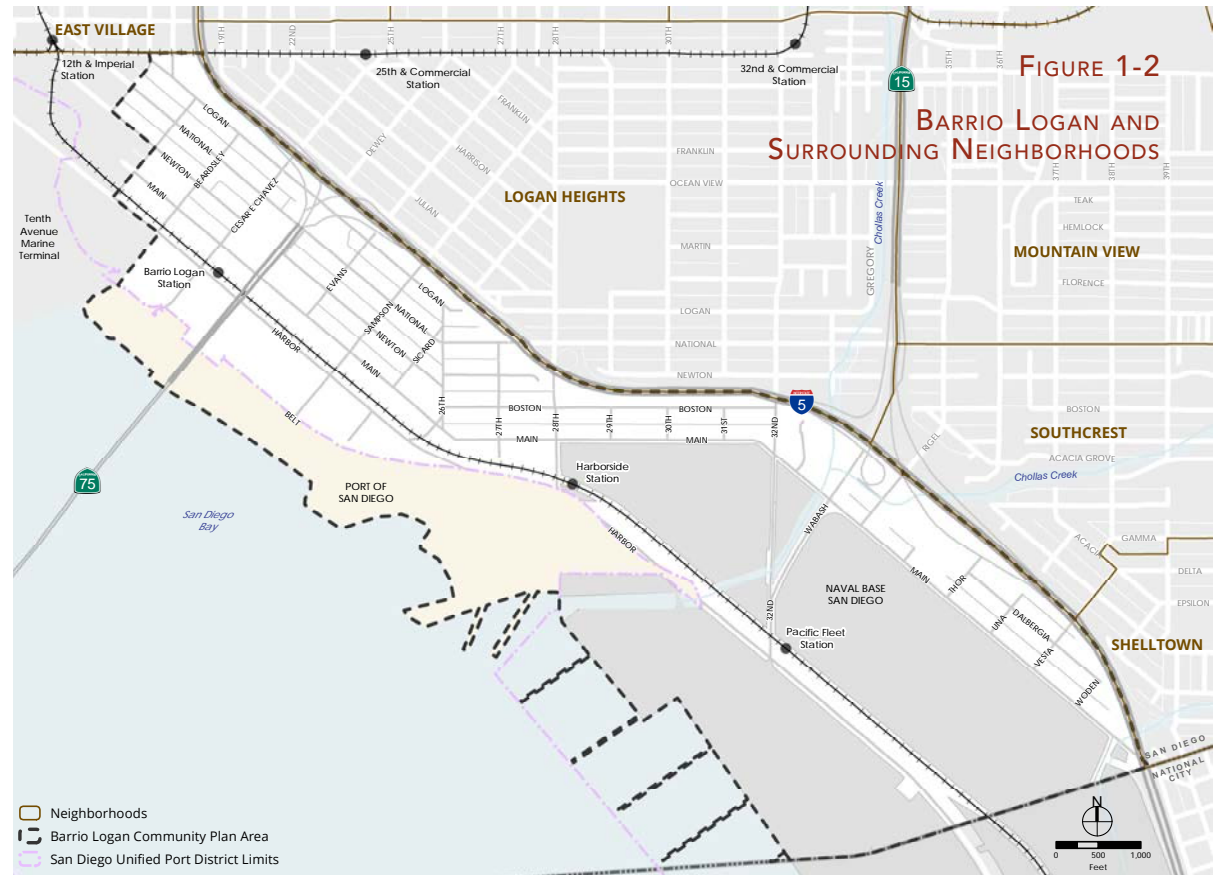 FIGURE 1-2
BARRIO LOGAN AND
SURROUNDING NEIGHBORHOODS
EAST VILLAGE
19TH
22ND
25TH
28TH
30TH
35TH
36TH
12th & Imperial
Station
25th & Commercial
Station
32nd & Commercial
Station
CALIFORNIA
15
LOGAN
NATIONAL
BEARDSLEY
NEWTON
MAIN
CESAR E CHAVEZ
DEWEY
FRANKLIN
HARRISON
JULIAN
LOGAN HEIGHTS
FRANKLIN
OCEAN VIEW
MARTIN
LOGAN
NATIONAL
NEWTON
GREGORY
Chollas Creek
37TH
38TH
39TH
TEAK
HEMLOCK
MOUNTAIN VIEW
FLORENCE
Tenth
Avenue
Marine
Terminal
Barrio Logan
Station
EVANS
LOGAN
SAMPSON
NATIONAL
NEWTON
SICARD
HARBOR
MAIN
BELT
26TH
27TH
28TH
29TH
30TH
31ST
32ND
BOSTON
BOSTON
MAIN
MAIN
5
BOSTON
SOUTHCREST
ACACIA GROVE
RIGEL
Chollas Creek
CALIFORNIA
75
San Diego
Bay
PORT OF
SAN DIEGO
Harborside
Station
HARBOR
WABASH
ACACIA
GAMMA
DELTA
EPSILON
MAIN
THOR
NAVAL BASE
SAN DIEGO
32ND
UNA
DALBERGIA
VESTA
WODEN
Pacific Fleet
Station
SHELLTOWN
SAN DIEGO
NATIONAL
CITY
Neighborhoods
Barrio Logan Community Plan Area
San Diego Unified Port District Limits
N
0 500 1,000
Feet